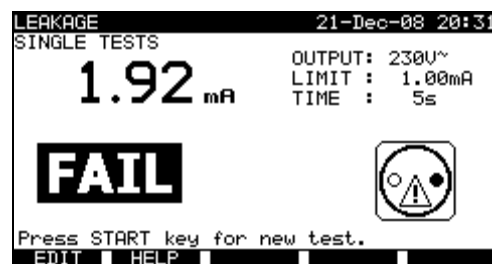 LEAKAGE 21-Dec-08 20:31
SINGLE TESTS
OUTPUT: 230V~
1.92 mA
LIMIT : 1.00mA
TIME : 5s
FAIL
Press START key for new test.
EDIT HELP